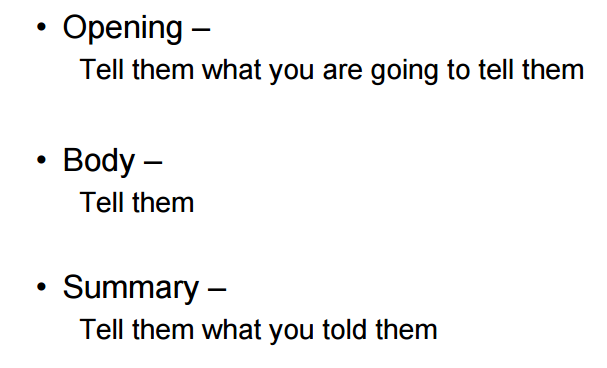 • Opening –
Tell them what you are going to tell them
• Body –
Tell them
• Summary –
Tell them what you told them